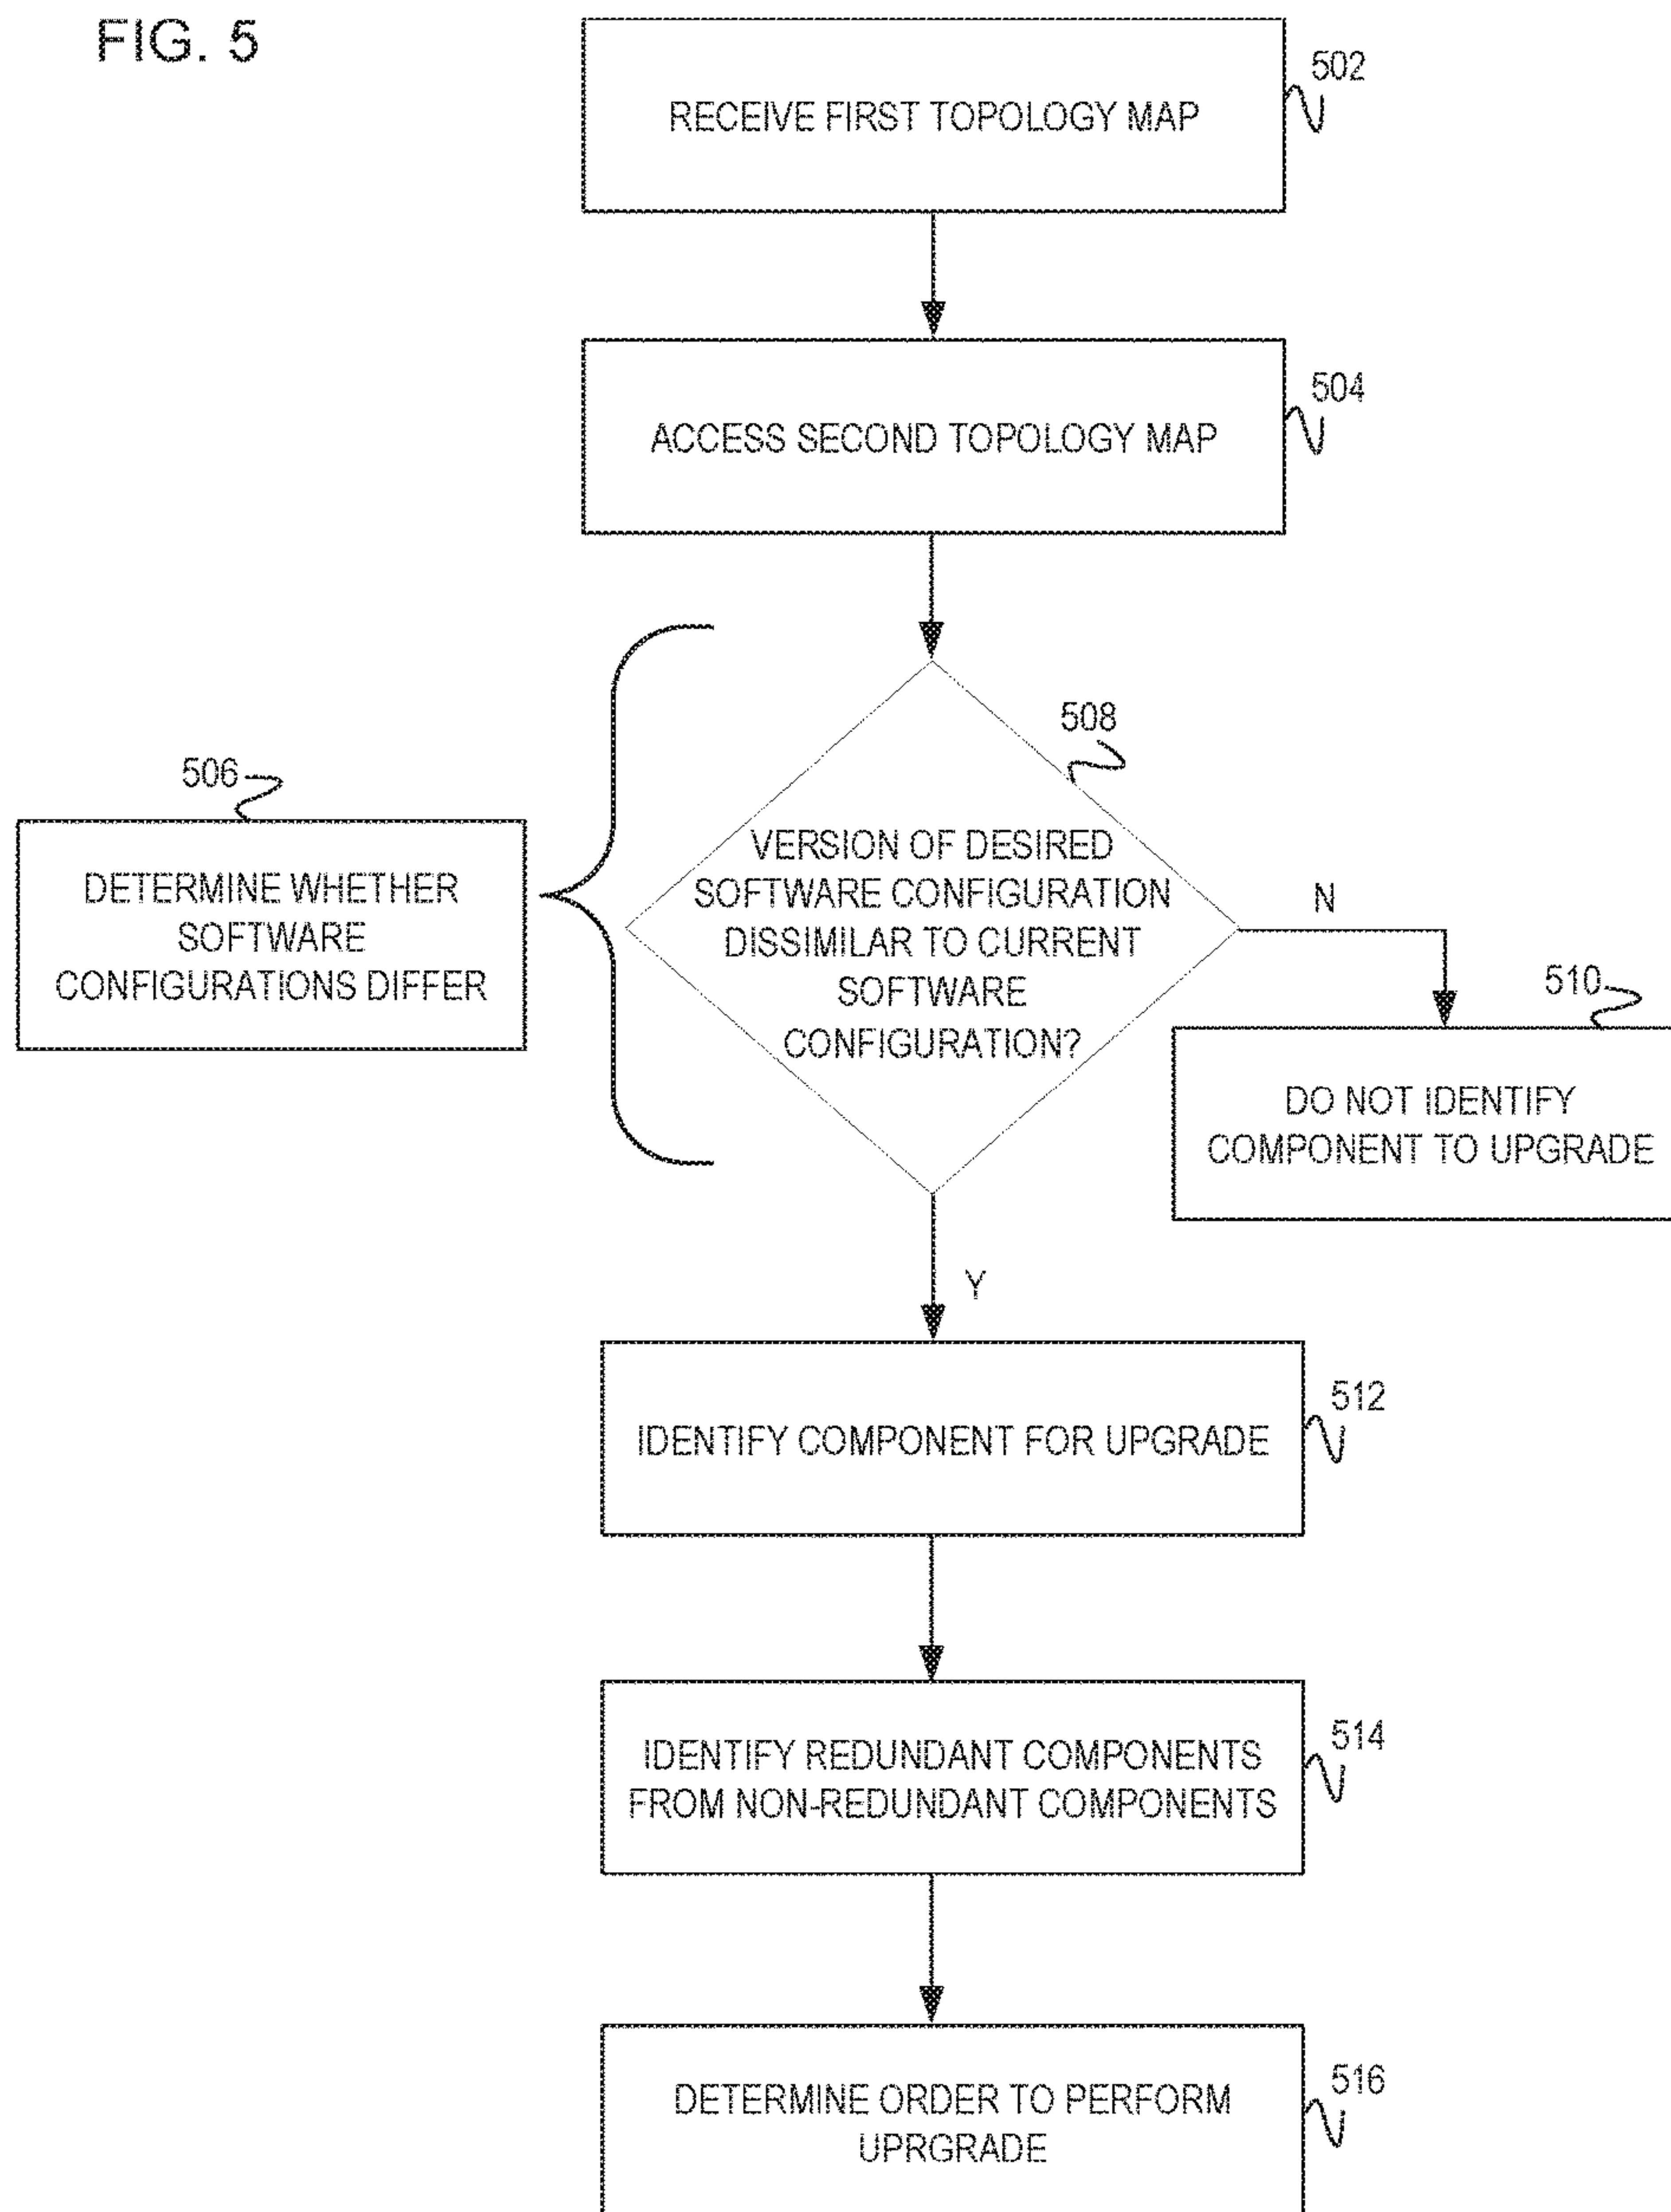 FIG. 5
RECEIVE FIRST TOPOLOGY MAP
502
ACCESS SECOND TOPOLOGY MAP
504
506
DETERMINE WHETHER
SOFTWARE
CONFIGURATIONS DIFFER
508
VERSION OF DESIRED
SOFTWARE CONFIGURATION
DISSIMILAR TO CURRENT
SOFTWARE
CONFIGURATION?
N
510
DO NOT IDENTIFY
COMPONENT TO UPGRADE
Y
IDENTIFY COMPONENT FOR UPGRADE
512
IDENTIFY REDUNDANT COMPONENTS
FROM NON-REDUNDANT COMPONENTS
514
DETERMINE ORDER TO PERFORM
UPRGRADE
516